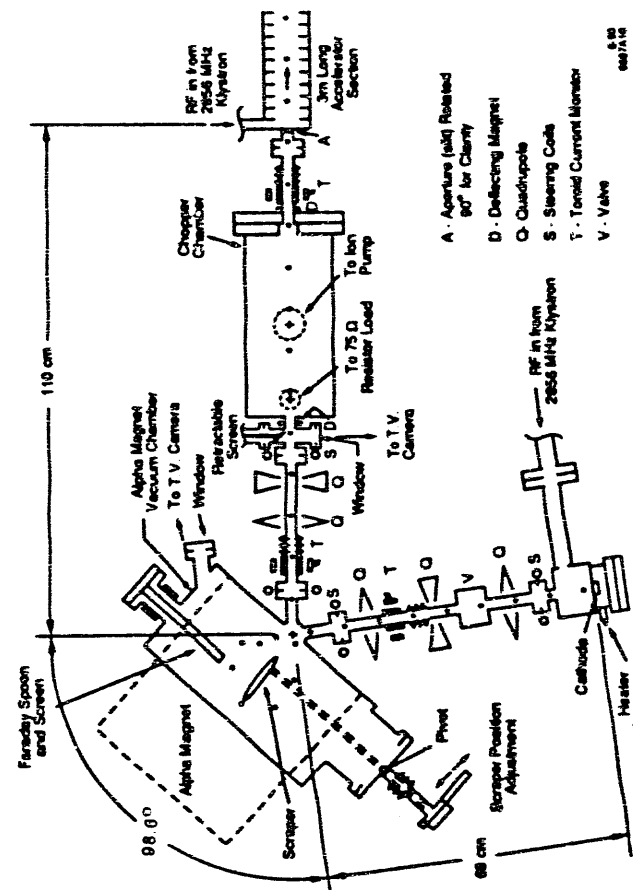 RF in from
2856 MHz
Klystron
3m Long
Accelerator
Section
110 cm
Chopper
Chamber
A
T
D
To Ion
Pump
To 75 Ω
Resistor Load
Alpha Magnet
Vacuum Chamber
To T.V. Camera
Window
Retractable
Screen
D
S
To T.V.
Camera
Window
Q
Q
T
Faraday Spoon
and Screen
Alpha Magnet
98.6°
Scraper
Pivot
Scraper Position
Adjustment
S
Q
T
Q
V
Q
S
RF in from
2856 MHz Klystron
Cathode
Heater
A - Aperture (slit) Rotated
90° for Clarity
D - Deflecting Magnet
Q - Quadrupole
S - Steering Coils
T - Toroid Current Monitor
V - Valve